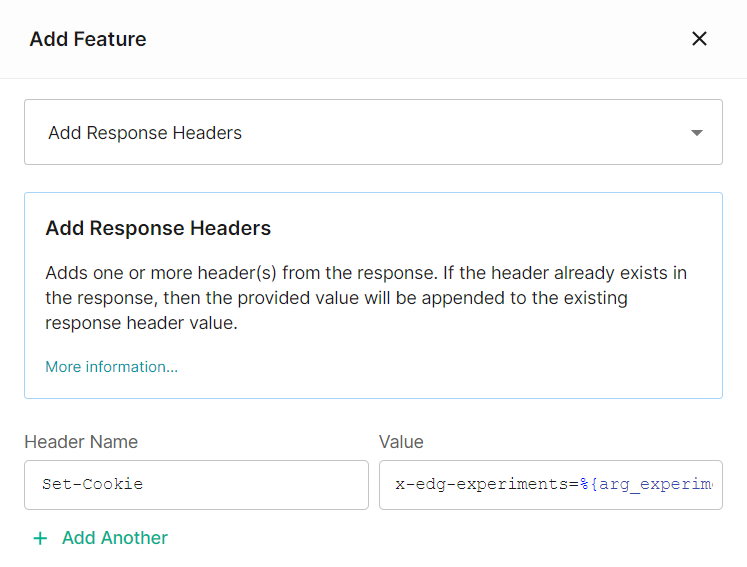 Add Feature
Add Response Headers
Add Response Headers
Adds one or more header(s) from the response. If the header already exists in
the response, then the provided value will be appended to the existing
response header value.
More information...
Header Name
Value
Set-Cookie
x-edg-experiments=%{arg_experim
+ Add Another